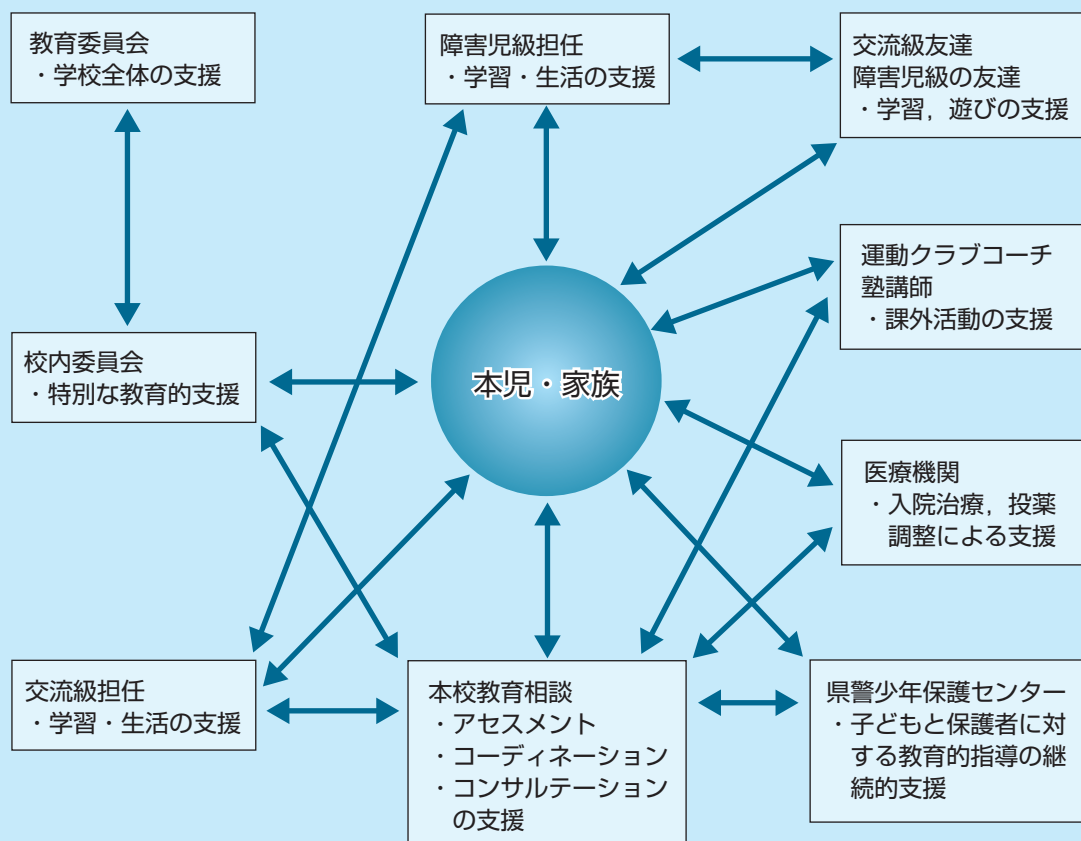 教育委員会
・学校全体の支援
障害児級担任
・学習・生活の支援
交流級友達
障害児級の友達
・学習，遊びの支援
運動クラブコーチ
塾講師
・課外活動の支援
校内委員会
・特別な教育的支援
本児・家族
医療機関
・入院治療，投薬
調整による支援
交流級担任
・学習・生活の支援
本校教育相談
・アセスメント
・コーディネーション
・コンサルテーション
の支援
県警少年保護センター
・子どもと保護者に対
する教育的指導の継
続的支援